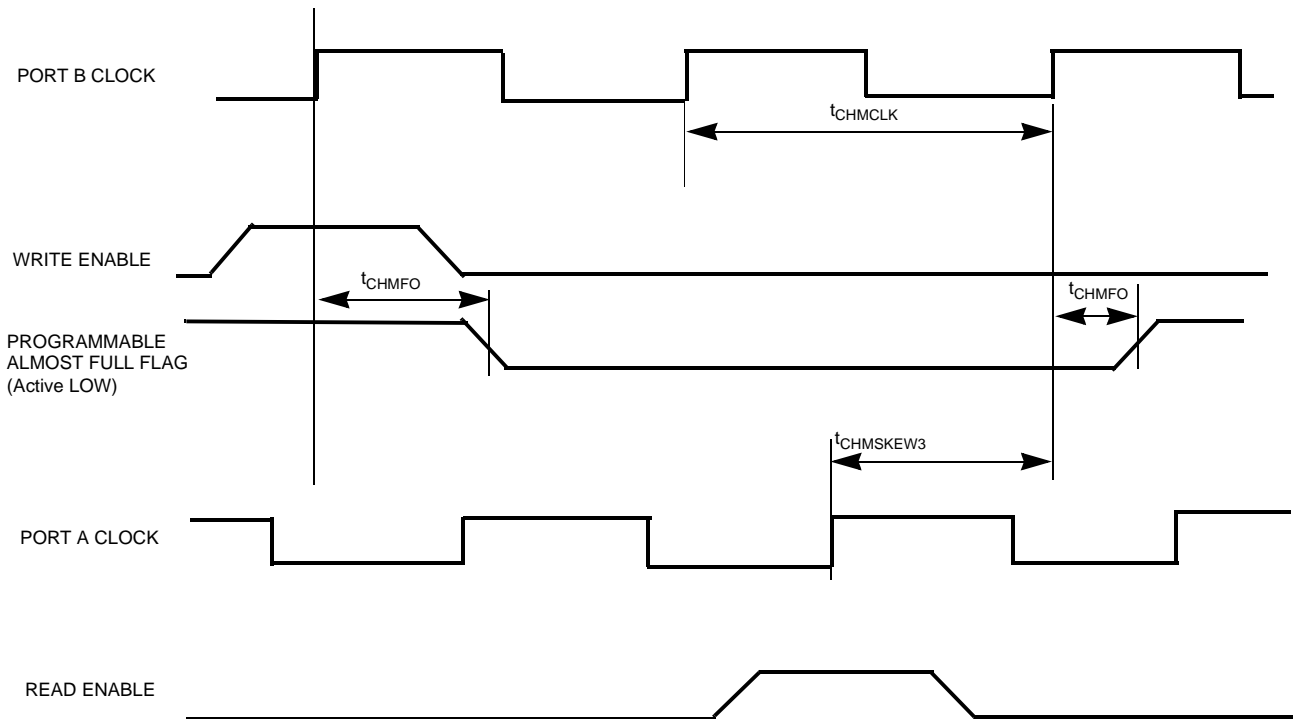 PORT B CLOCK
tCHMCLK
WRITE ENABLE
tCHMFO
tCHMFO
PROGRAMMABLE
ALMOST FULL FLAG
(Active LOW)
tCHMSKEW3
PORT A CLOCK
READ ENABLE